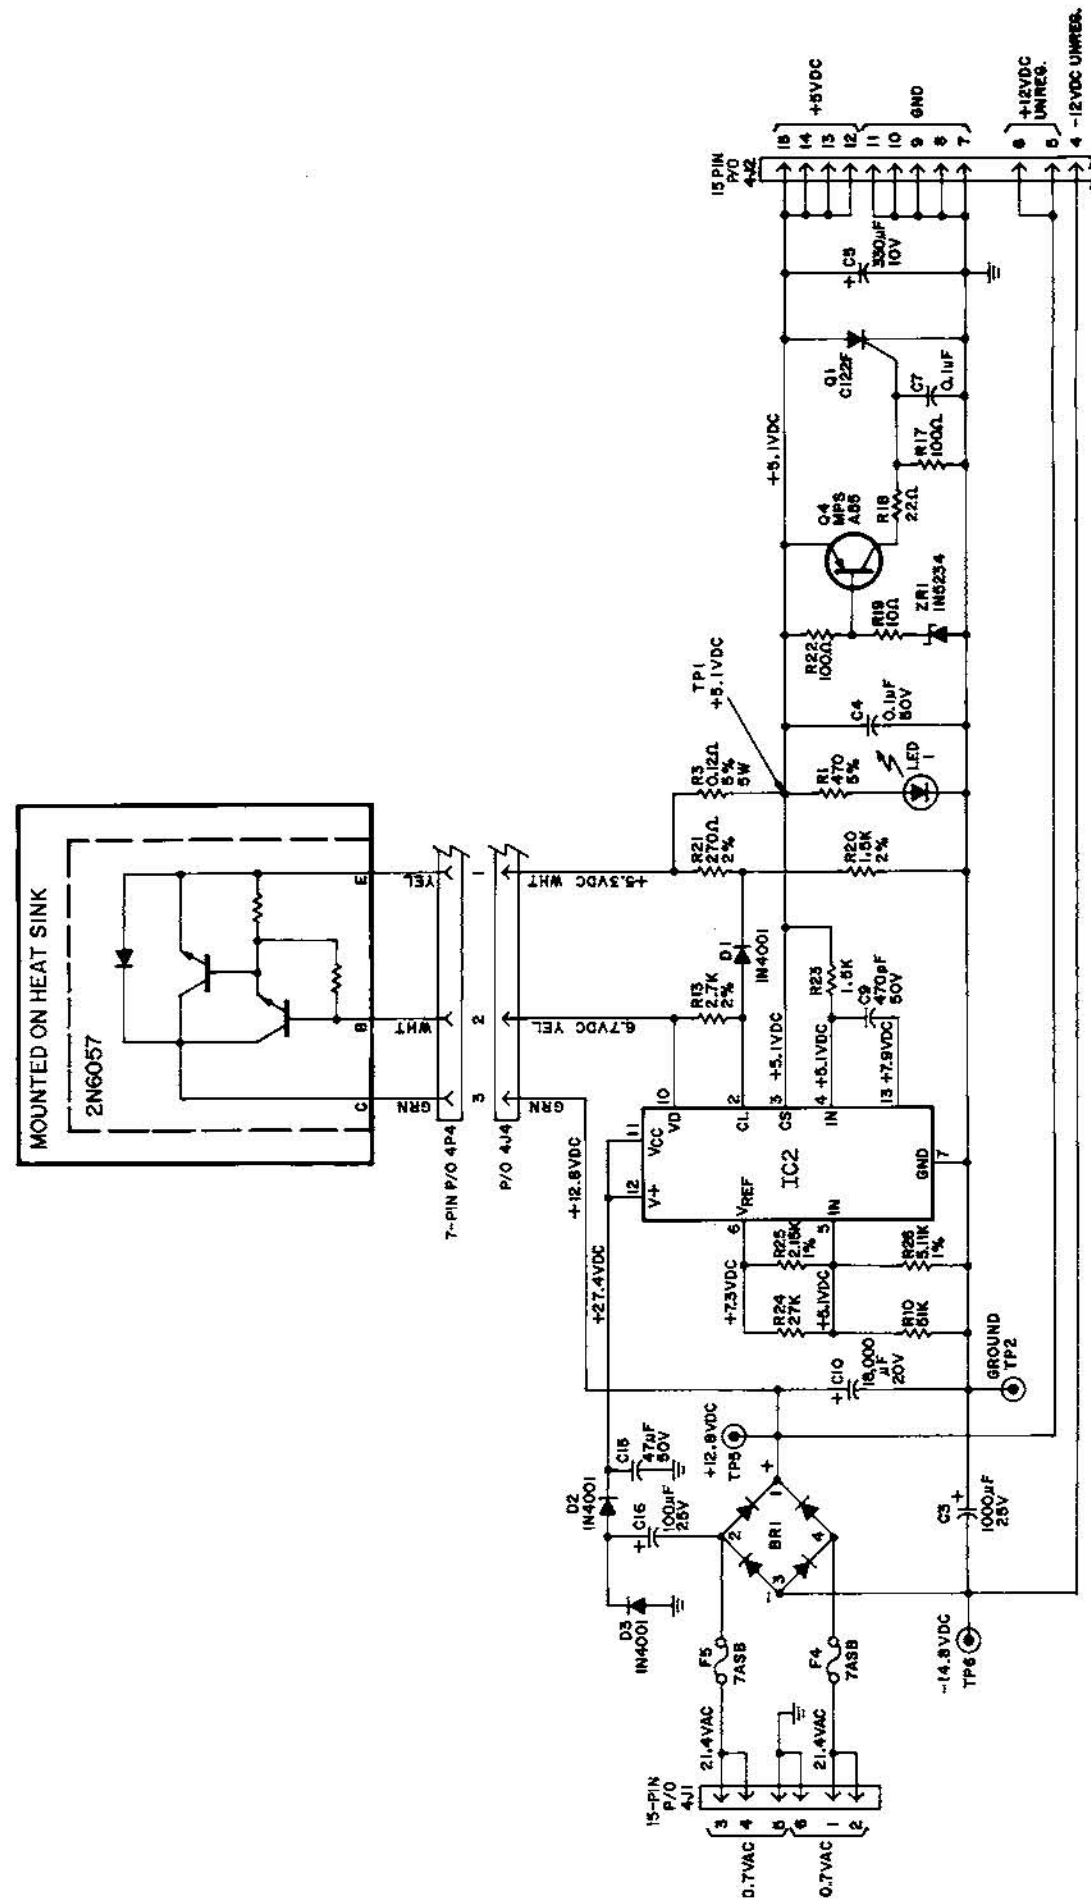 MOUNTED ON HEAT SINK
2N6057
C
B
E
GRN
WHT
YEL
7-PIN P/O 4P4
3
2
1
P/O 4J4
GRN
6.7VDC YEL
+5.3VDC WHT
+12.8VDC
+27.4VDC
D3
1N4001
D2
1N4001
C16
100µF
25V
C15
47µF
50V
15-PIN
P/O
4J1
3
4
5
6
1
2
0.7VAC
0.7VAC
21.4VAC
21.4VAC
F5
7ASB
F4
7ASB
BR1
1
2
3
4
+
-
+12.8VDC
TP5
-14.8VDC
TP6
C3
1000µF
25V
+
C10
18,000
µF
20V
+
GROUND
TP2
+7.3VDC
R24
27K
R25
2.15K
1%
+5.1VDC
R10
51K
R26
5.11K
1%
IC2
12
V+
11
VCC
6
VREF
5
IN
10
VD
2
CL
3
CS
4
IN
13
7
GND
+5.1VDC
+5.1VDC
+7.9VDC
R13
2.7K
2%
D1
1N4001
R23
1.5K
C9
470pF
50V
R21
270Ω
2%
R3
0.12Ω
5%
5W
R20
1.5K
2%
R1
470
5%
LED
1
TP1
+5.1VDC
C4
0.1µF
50V
R22
100Ω
R19
10Ω
ZR1
1N5234
Q4
MPS
A55
R18
22Ω
R17
100Ω
+5.1VDC
Q1
C122F
C7
0.1µF
+
C5
330µF
10V
15 PIN
P/O
4J2
15
14
13
12
11
10
9
8
7
6
5
4
+5VDC
GND
+12VDC
UNREG.
-12VDC UNREG.